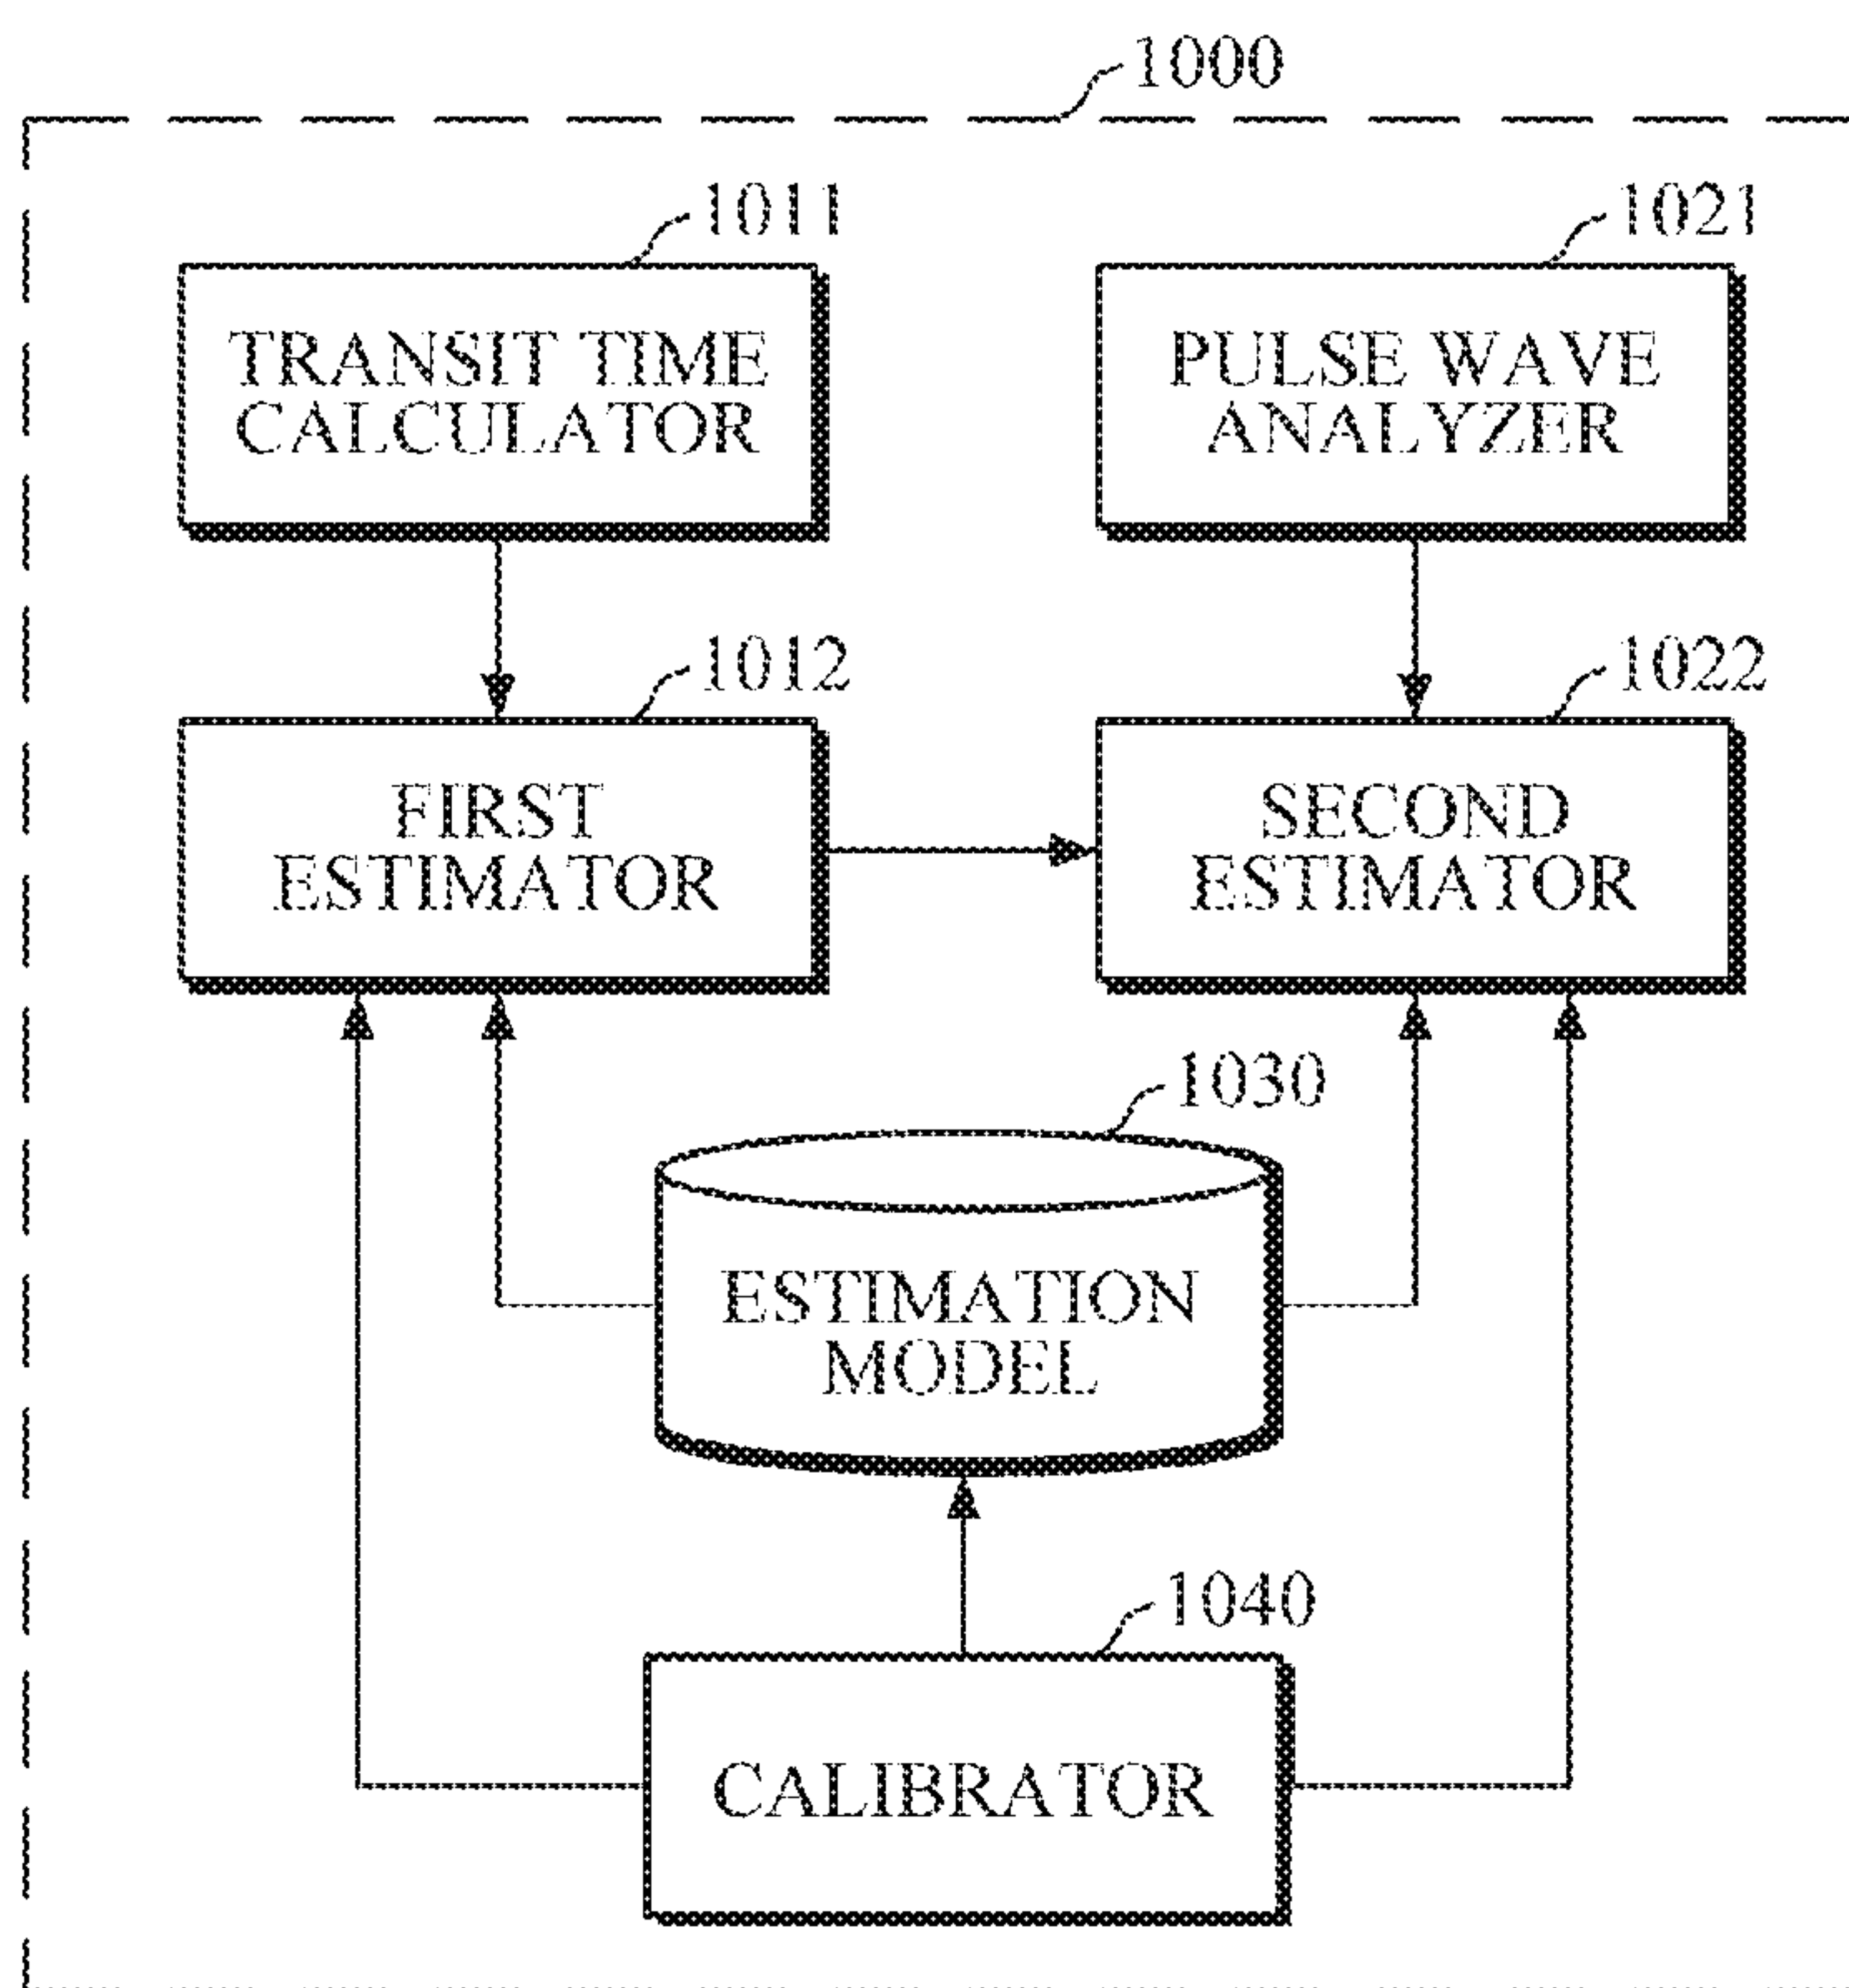 1000
1011
1021
TRANSIT TIME
CALCULATOR
PULSE WAVE
ANALYZER
1012
1022
FIRST
ESTIMATOR
SECOND
ESTIMATOR
1030
ESTIMATION
MODEL
1040
CALIBRATOR